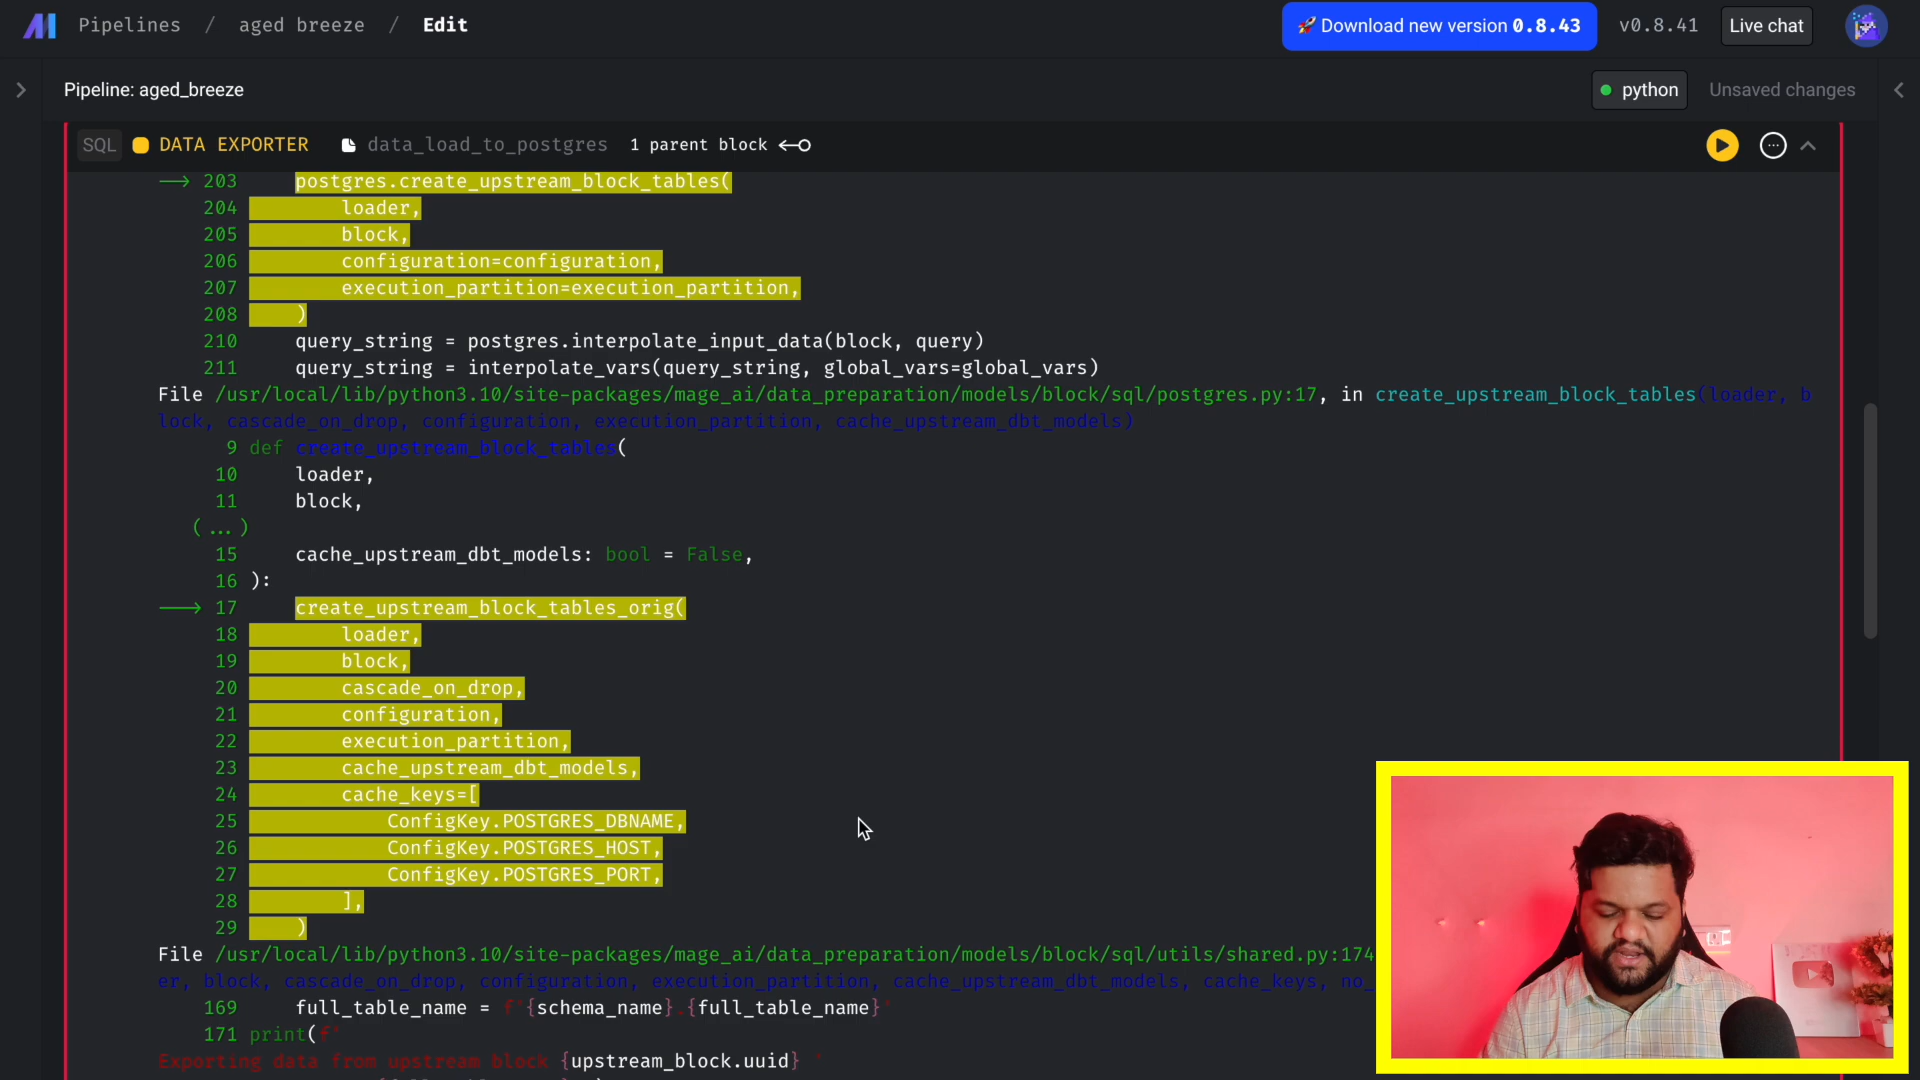 Pipelines / aged breeze / Edit
🚀 Download new version 0.8.43
v0.8.41
Live chat
Pipeline: aged_breeze
python
Unsaved changes
SQL
DATA EXPORTER
data_load_to_postgres
1 parent block
203 postgres.create_upstream_block_tables(
204 loader,
205 block,
206 configuration=configuration,
207 execution_partition=execution_partition,
208 )
210 query_string = postgres.interpolate_input_data(block, query)
211 query_string = interpolate_vars(query_string, global_vars=global_vars)
File /usr/local/lib/python3.10/site-packages/mage_ai/data_preparation/models/block/sql/postgres.py:17, in create_upstream_block_tables(loader, b
lock, cascade_on_drop, configuration, execution_partition, cache_upstream_dbt_models)
9 def create_upstream_block_tables(
10 loader,
11 block,
(...)
15 cache_upstream_dbt_models: bool = False,
16 ):
17 create_upstream_block_tables_orig(
18 loader,
19 block,
20 cascade_on_drop,
21 configuration,
22 execution_partition,
23 cache_upstream_dbt_models,
24 cache_keys=[
25 ConfigKey.POSTGRES_DBNAME,
26 ConfigKey.POSTGRES_HOST,
27 ConfigKey.POSTGRES_PORT,
28 ],
29 )
File /usr/local/lib/python3.10/site-packages/mage_ai/data_preparation/models/block/sql/utils/shared.py:174
er, block, cascade_on_drop, configuration, execution_partition, cache_upstream_dbt_models, cache_keys, no_
169 full_table_name = f'{schema_name}.{full_table_name}'
171 print(f'
Exporting data from upstream block {upstream_block.uuid} '